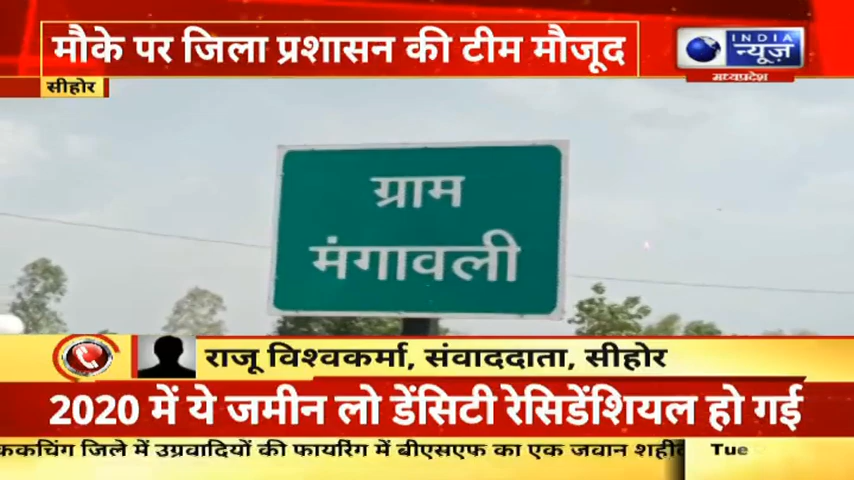 मौके पर जिला प्रशासन की टीम मौजूद
INDIA
न्यूज़
मध्यप्रदेश
सीहोर
ग्राम
मंगावली
राजू विश्वकर्मा, संवाददाता, सीहोर
2020 में ये जमीन लो डेंसिटी रेसिडेंशियल हो गई
ककचिंग जिले में उग्रवादियों की फायरिंग में बीएसएफ का एक जवान शहीद
Tue